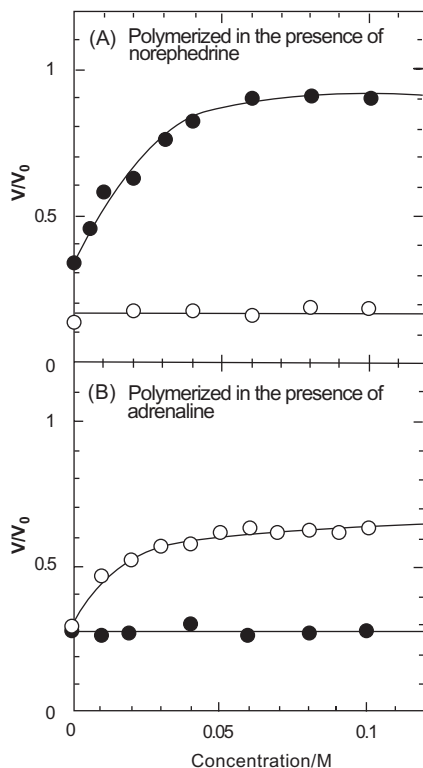 (A) Polymerized in the presence of
norephedrine
1
V/V₀
0.5
0
(B) Polymerized in the presence of
adrenaline
1
V/V₀
0.5
0
0 0.05 0.1
Concentration/M